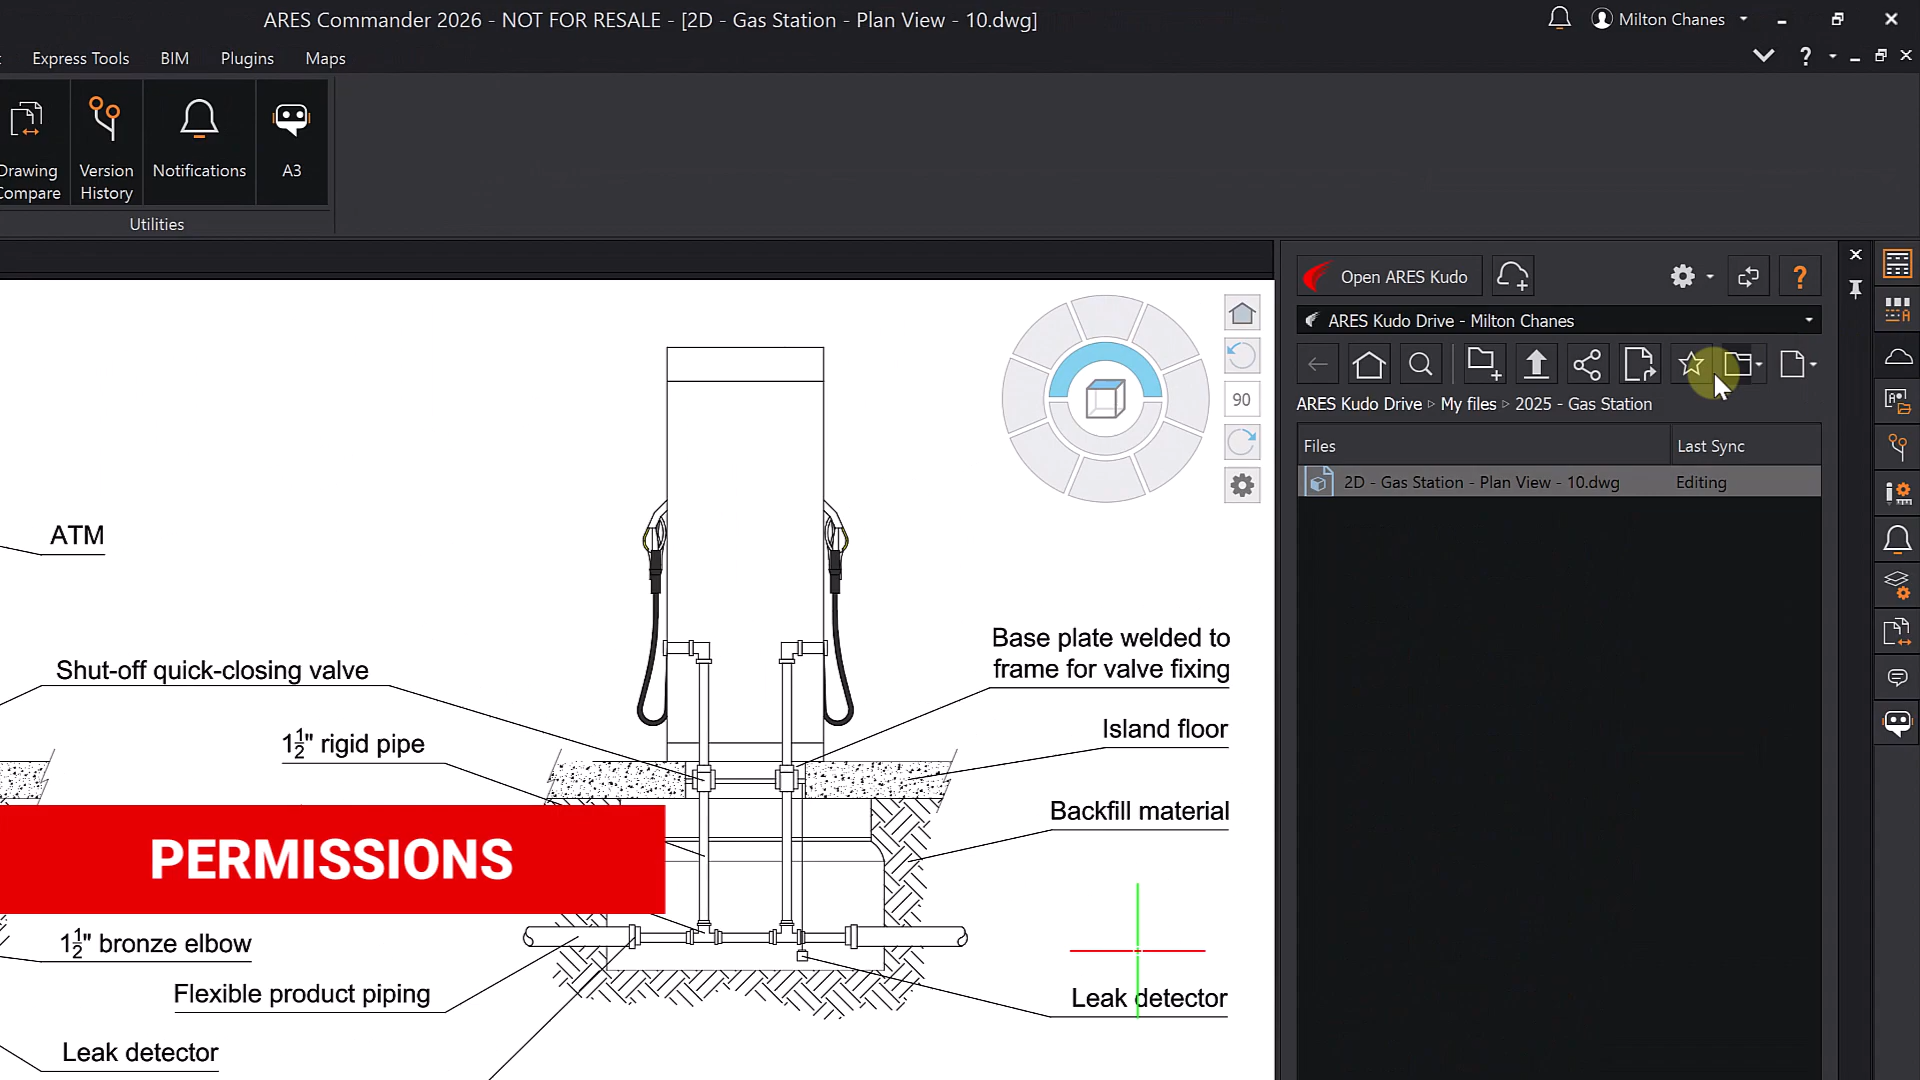 ARES Commander 2026 - NOT FOR RESALE - [2D - Gas Station - Plan View - 10.dwg]
Milton Chanes
Express Tools
BIM
Plugins
Maps
?
Drawing
Compare
Version
History
Notifications
A3
Utilities
Open ARES Kudo
?
ARES Kudo Drive - Milton Chanes
90
ARES Kudo Drive ▹ My files ▹ 2025 - Gas Station
Files
Last Sync
2D - Gas Station - Plan View - 10.dwg
Editing
ATM
Shut-off quick-closing valve
1 1/2" rigid pipe
Base plate welded to
frame for valve fixing
Island floor
Backfill material
PERMISSIONS
1 1/2" bronze elbow
Flexible product piping
Leak detector
Leak detector